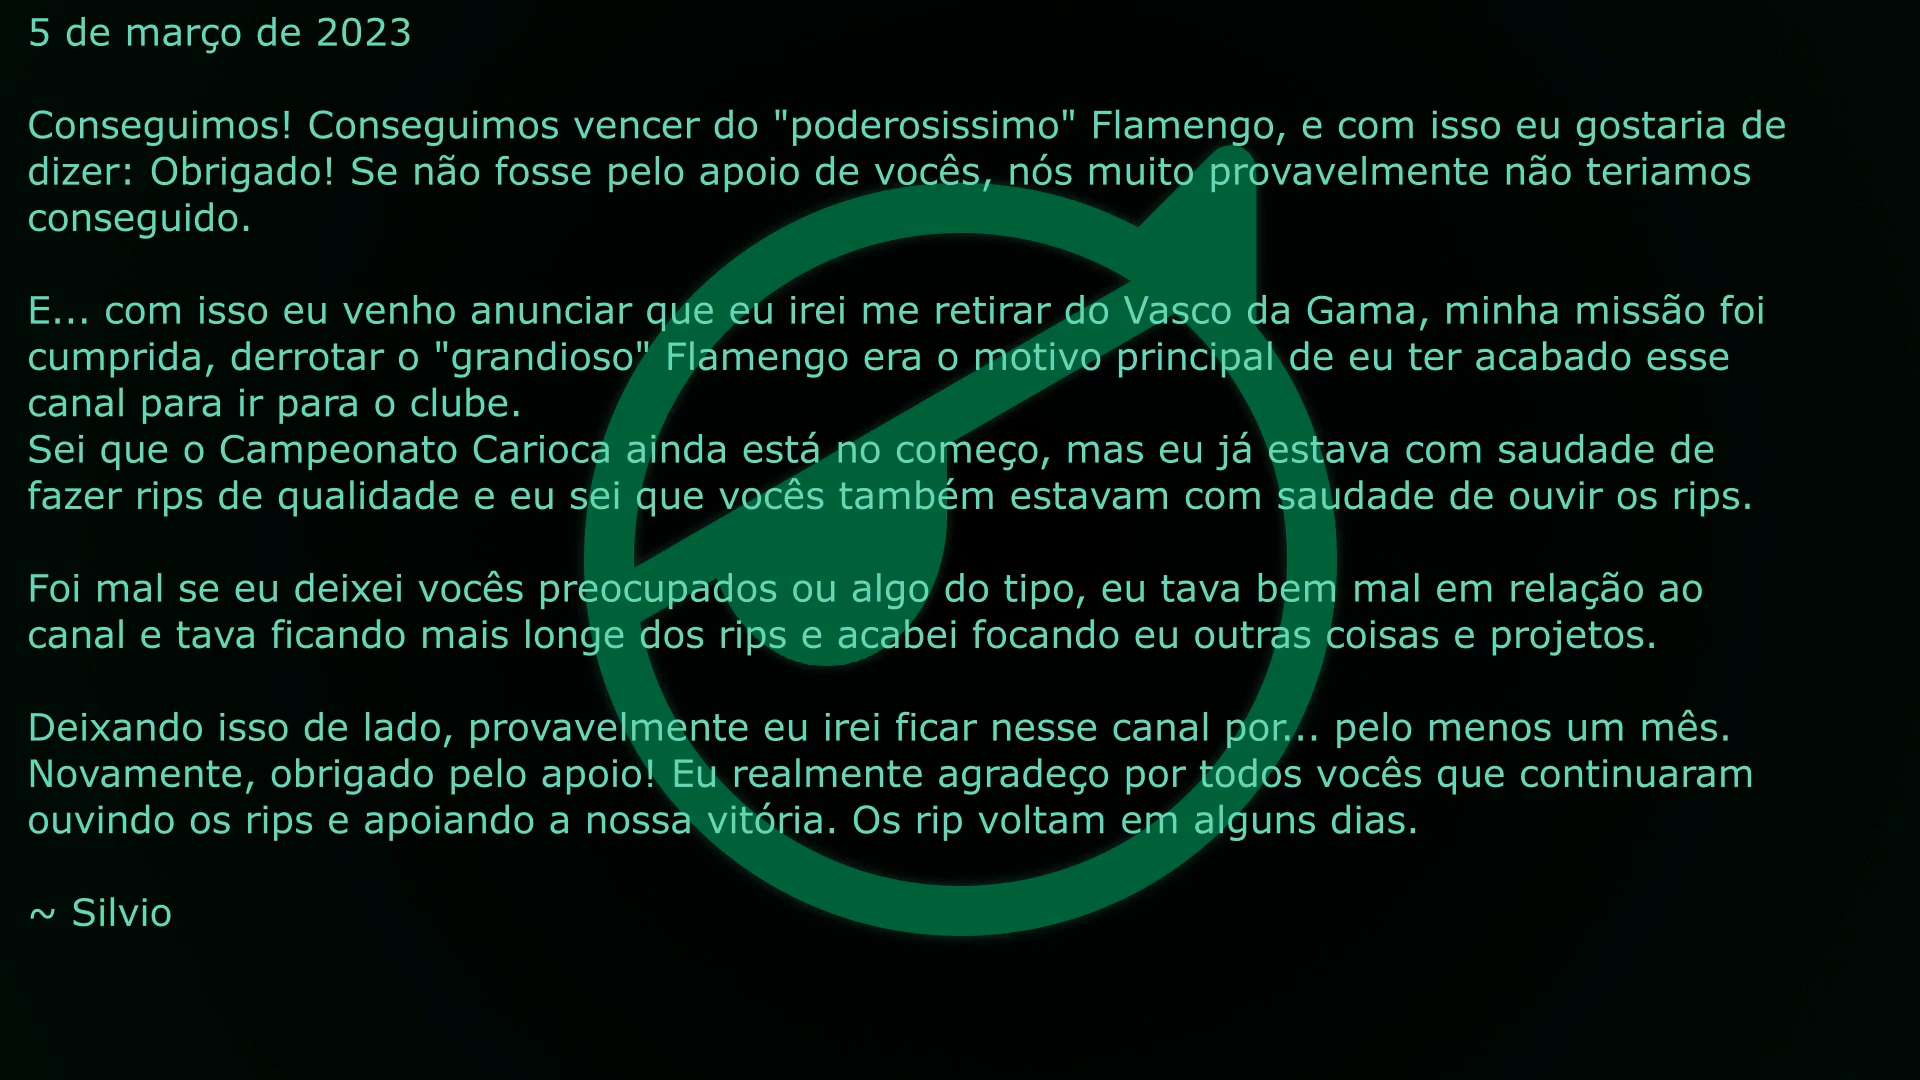 5 de março de 2023
Conseguimos! Conseguimos vencer do "poderosissimo" Flamengo, e com isso eu gostaria de
dizer: Obrigado! Se não fosse pelo apoio de vocês, nós muito provavelmente não teriamos
conseguido.
E... com isso eu venho anunciar que eu irei me retirar do Vasco da Gama, minha missão foi
cumprida, derrotar o "grandioso" Flamengo era o motivo principal de eu ter acabado esse
canal para ir para o clube.
Sei que o Campeonato Carioca ainda está no começo, mas eu já estava com saudade de
fazer rips de qualidade e eu sei que vocês também estavam com saudade de ouvir os rips.
Foi mal se eu deixei vocês preocupados ou algo do tipo, eu tava bem mal em relação ao
canal e tava ficando mais longe dos rips e acabei focando eu outras coisas e projetos.
Deixando isso de lado, provavelmente eu irei ficar nesse canal por... pelo menos um mês.
Novamente, obrigado pelo apoio! Eu realmente agradeço por todos vocês que continuaram
ouvindo os rips e apoiando a nossa vitória. Os rip voltam em alguns dias.
~ Silvio